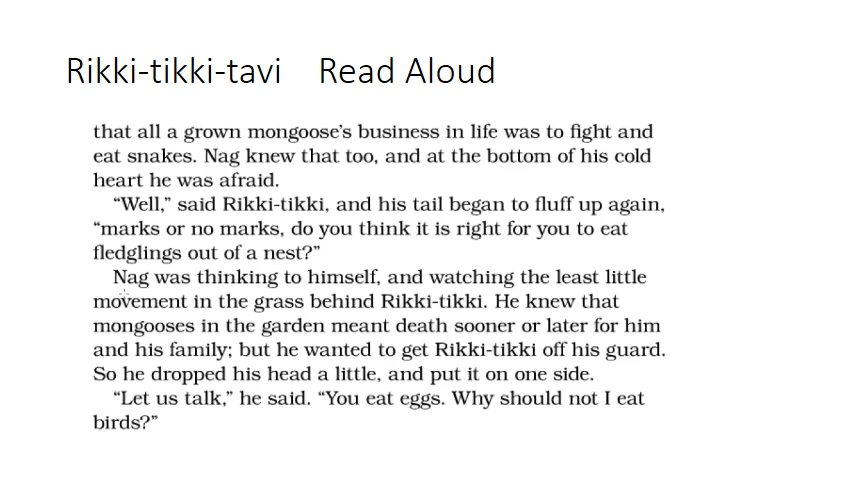 Rikki-tikki-tavi Read Aloud
that all a grown mongoose's business in life was to fight and
eat snakes. Nag knew that too, and at the bottom of his cold
heart he was afraid.
“Well,” said Rikki-tikki, and his tail began to fluff up again,
“marks or no marks, do you think it is right for you to eat
fledglings out of a nest?”
Nag was thinking to himself, and watching the least little
movement in the grass behind Rikki-tikki. He knew that
mongooses in the garden meant death sooner or later for him
and his family; but he wanted to get Rikki-tikki off his guard.
So he dropped his head a little, and put it on one side.
“Let us talk,” he said. “You eat eggs. Why should not I eat
birds?”